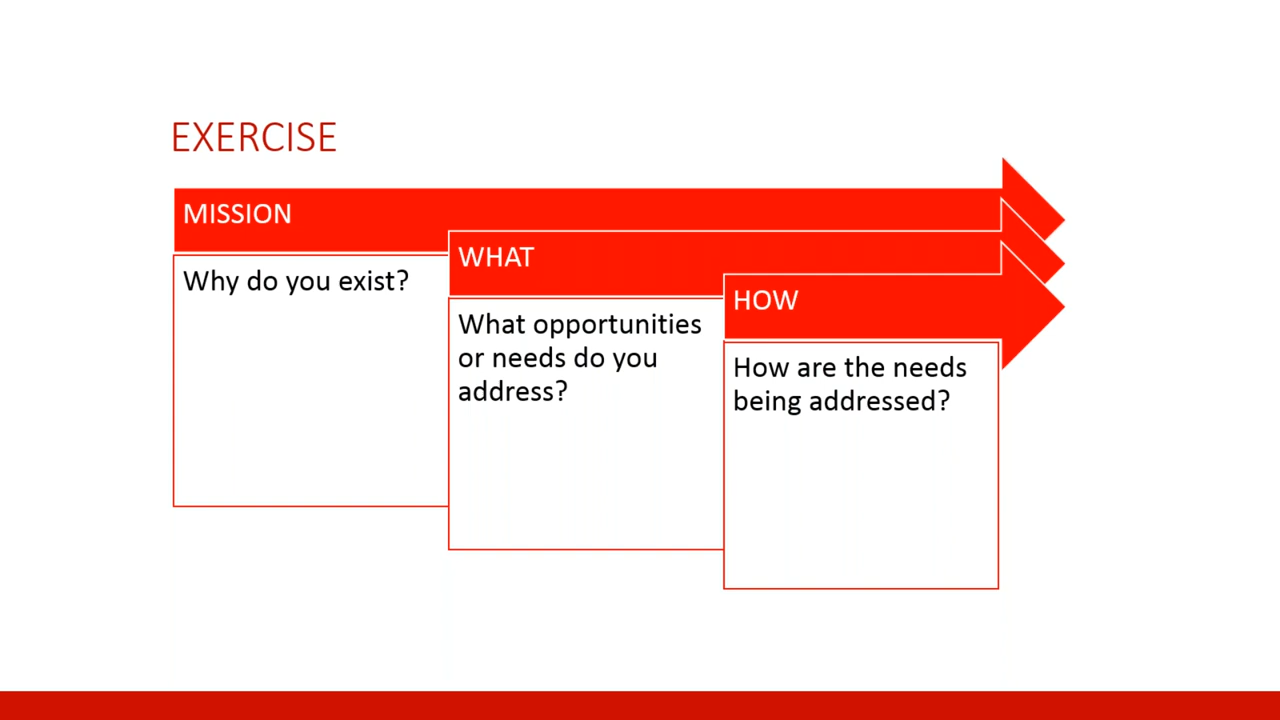 EXERCISE
MISSION
Why do you exist?
WHAT
What opportunities
or needs do you
address?
HOW
How are the needs
being addressed?